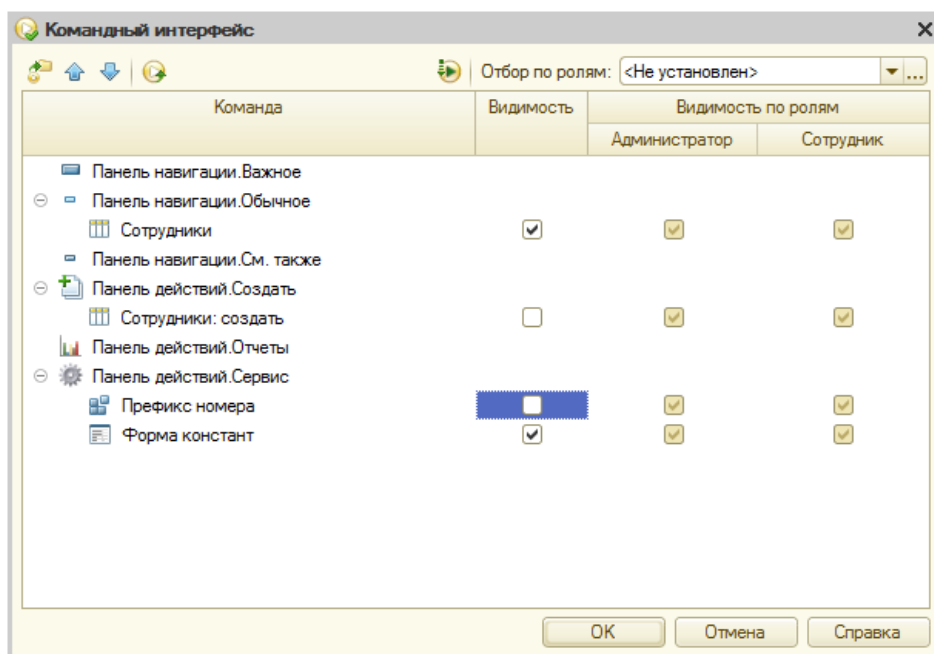 Командный интерфейс
Отбор по ролям: <Не установлен>
Команда Видимость Видимость по ролям
Администратор Сотрудник
Панель навигации.Важное
Панель навигации.Обычное
Сотрудники
Панель навигации.См. также
Панель действий.Создать
Сотрудники: создать
Панель действий.Отчеты
Панель действий.Сервис
Префикс номера
Форма констант
ОК Отмена Справка